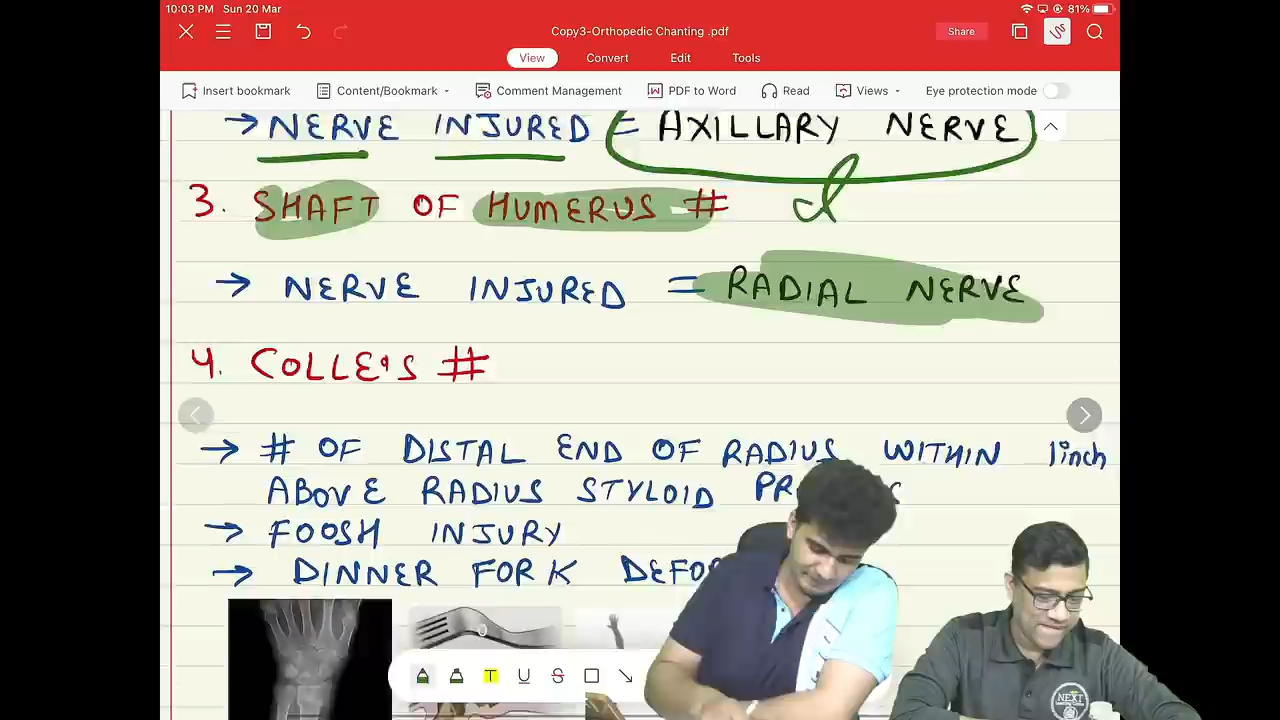 10:03 PM Sun 20 Mar
81%
Copy3-Orthopedic Chanting .pdf
Share
View Convert Edit Tools
Insert bookmark Content/Bookmark Comment Management PDF to Word Read Views Eye protection mode
→ NERVE INJURED = AXILLARY NERVE
3. SHAFT OF HUMERUS #
→ NERVE INJURED = RADIAL NERVE
4. COLLE'S #
→ # OF DISTAL END OF RADIUS WITHIN 1inch
ABOVE RADIUS STYLOID
→ FOOSH INJURY
→ DINNER FORK
T U S
NEXT